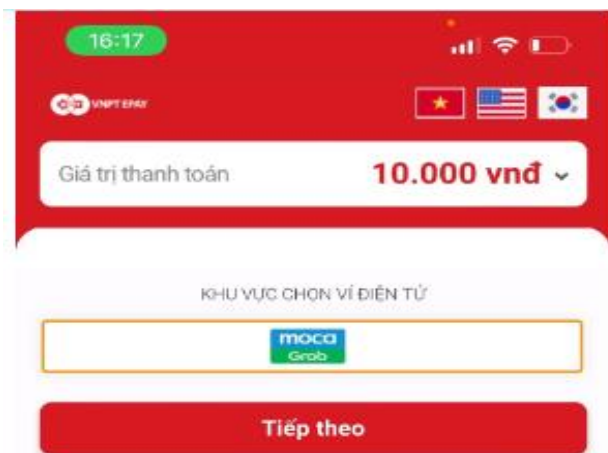 16:17
VNPT EPAY
Giá trị thanh toán 10.000 vnđ
KHU VỰC CHỌN VÍ ĐIỆN TỬ
moca
Grab
Tiếp theo